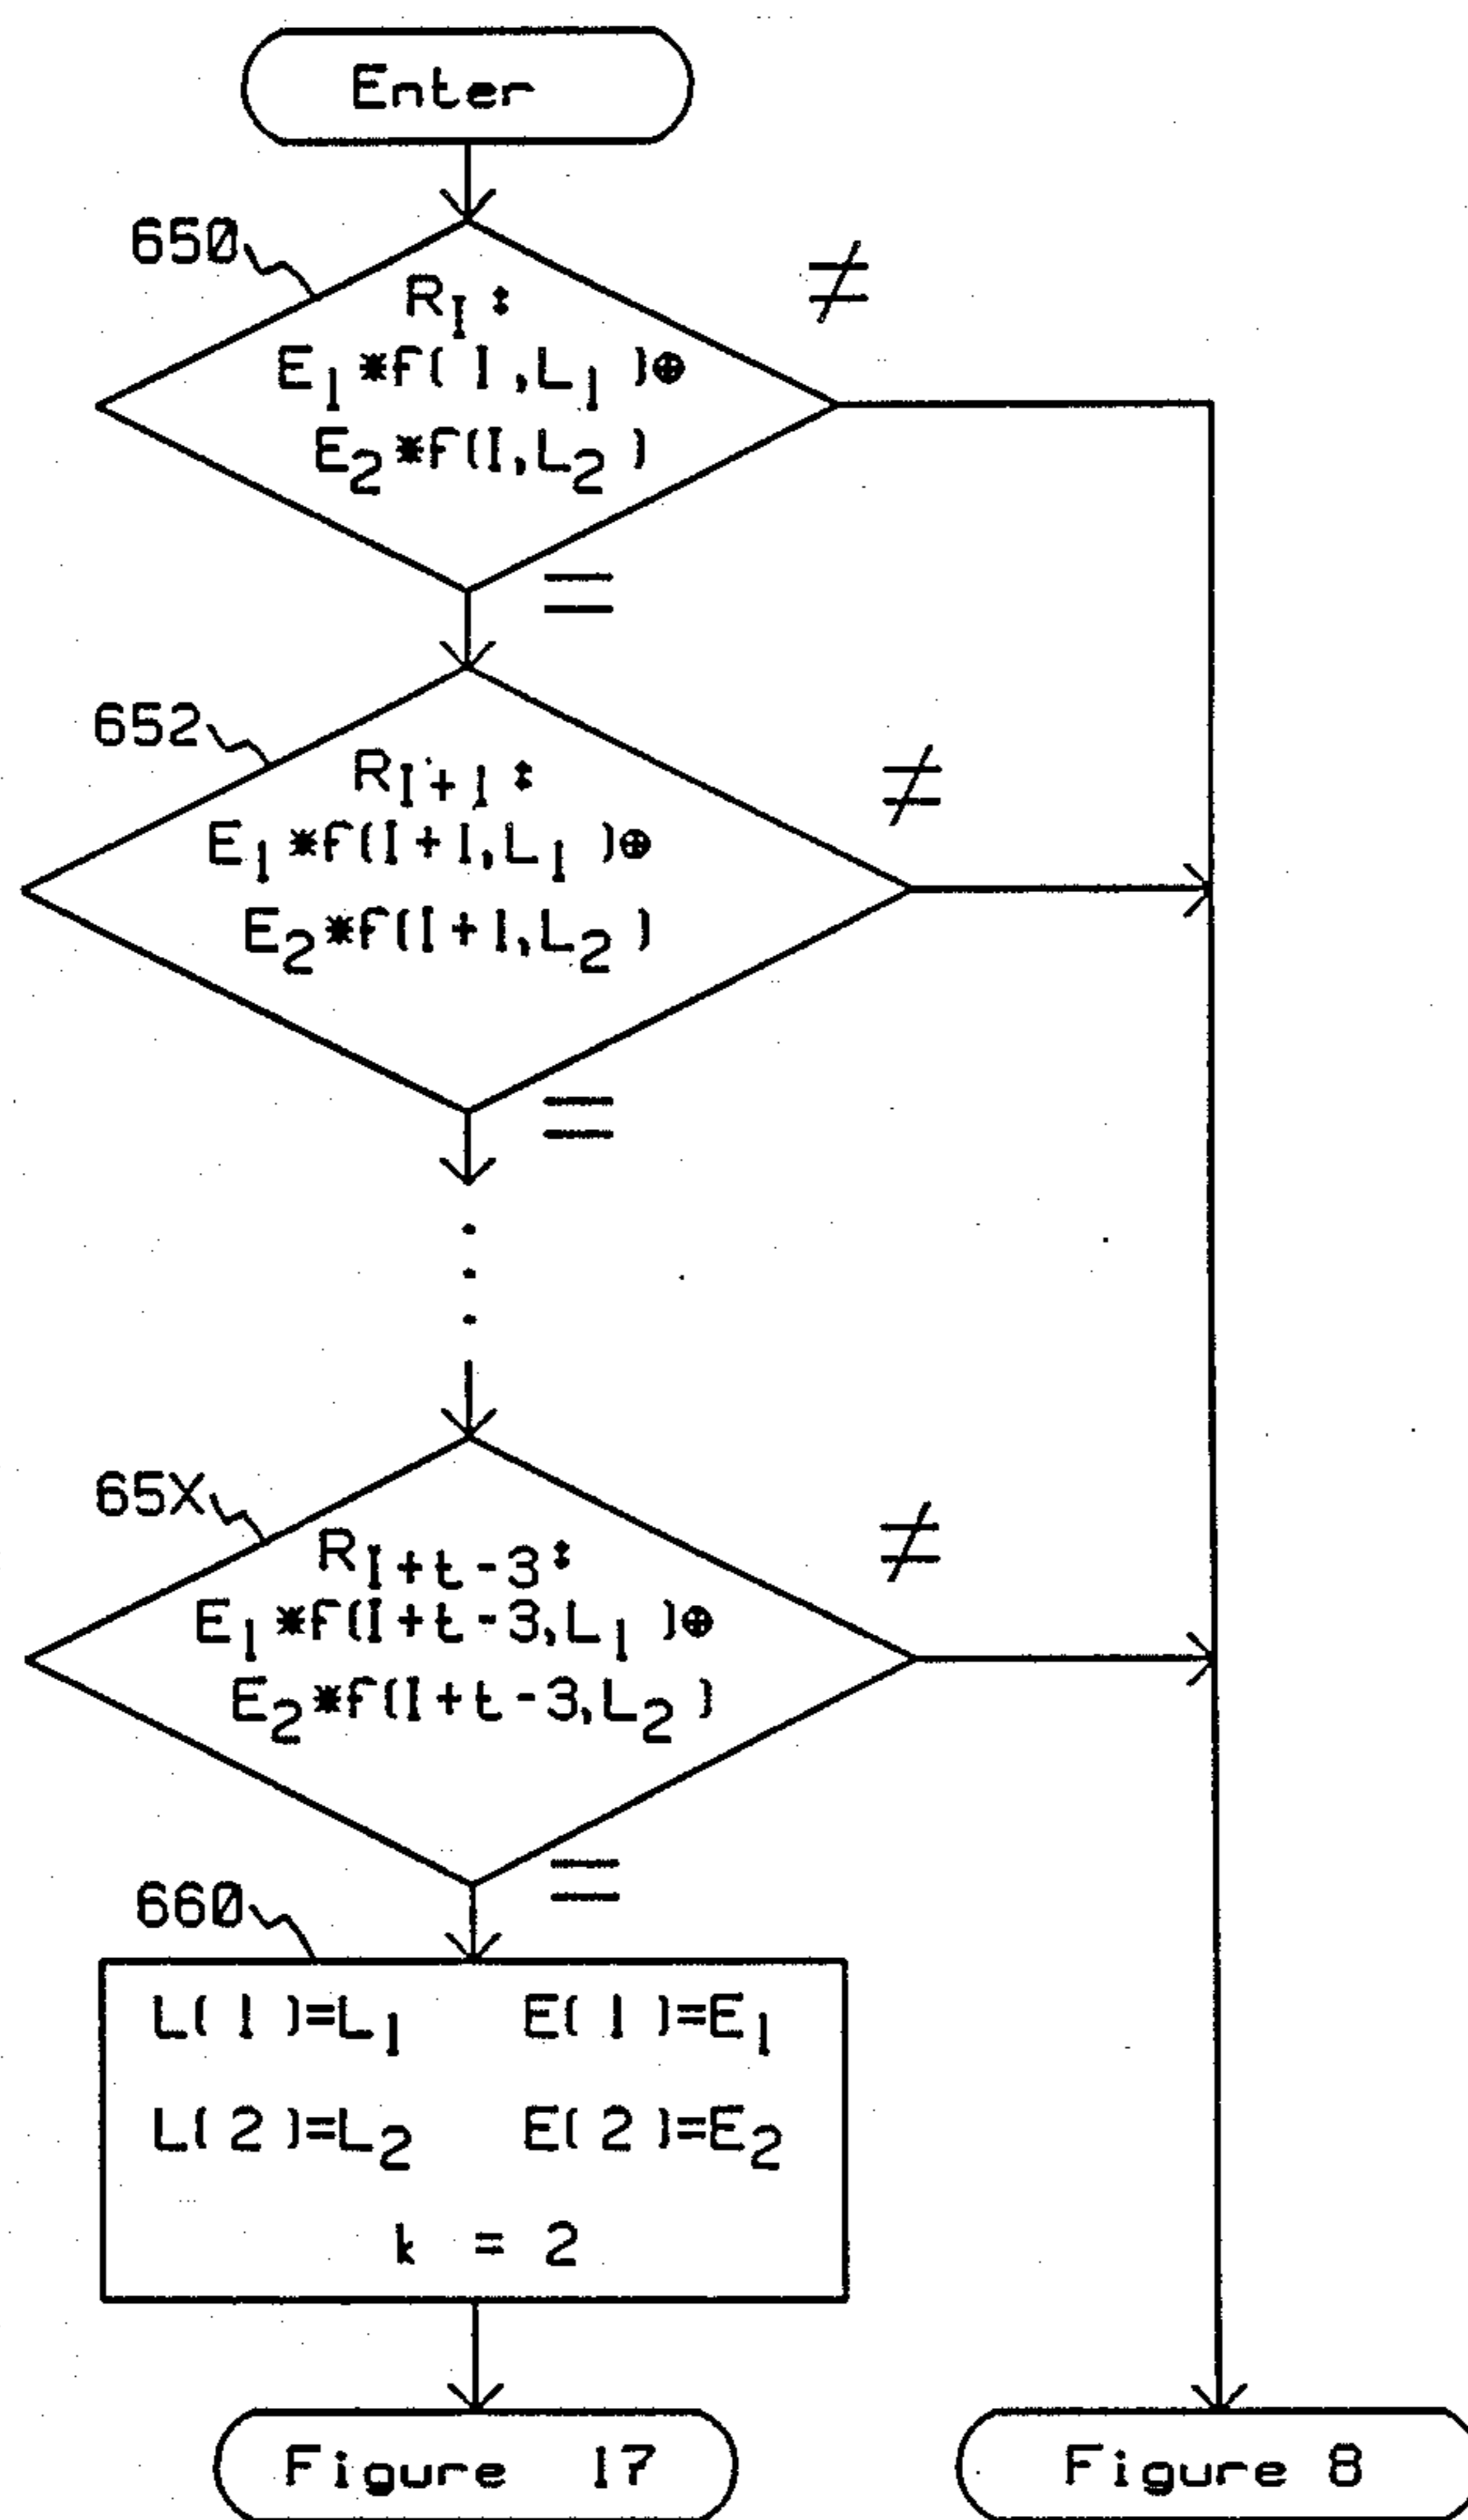 Enter
650
≠
R_I :
E_1*f( I,L_1 )⊕
E_2*f(I,L_2 )
=
652
≠
R_I+1 :
E_1*f(I+1,L_1 )⊕
E_2*f(I+1,L_2 )
=
65X
≠
R_I+t-3:
E_1*f(I+t-3,L_1 )⊕
E_2*f(I+t-3,L_2 )
=
660
L( 1 )=L_1 E( 1 )=E_1
L( 2 )=L_2 E( 2 )=E_2
k = 2
Figure 17
Figure 8